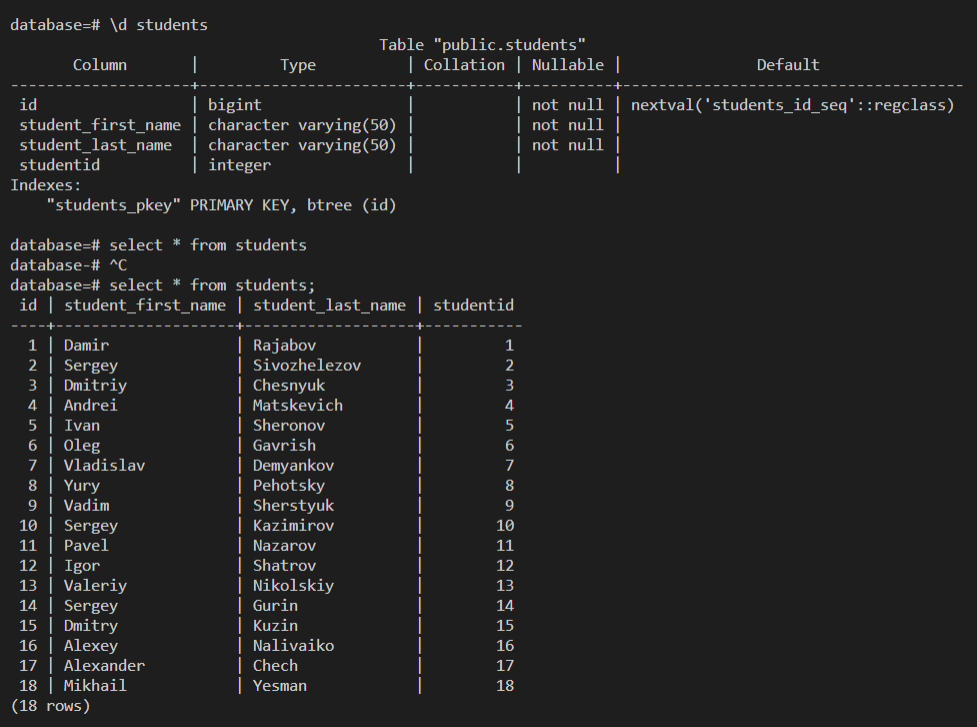 database=# \d students
                                         Table "public.students"
       Column       |         Type          | Collation | Nullable |               Default
--------------------+-----------------------+-----------+----------+--------------------------------------
 id                 | bigint                |           | not null | nextval('students_id_seq'::regclass)
 student_first_name | character varying(50) |           | not null |
 student_last_name  | character varying(50) |           | not null |
 studentid          | integer               |           |          |
Indexes:
    "students_pkey" PRIMARY KEY, btree (id)
database=# select * from students
database-# ^C
database=# select * from students;
 id | student_first_name | student_last_name | studentid
----+--------------------+-------------------+-----------
  1 | Damir              | Rajabov           |         1
  2 | Sergey             | Sivozhelezov      |         2
  3 | Dmitriy            | Chesnyuk          |         3
  4 | Andrei             | Matskevich        |         4
  5 | Ivan               | Sheronov          |         5
  6 | Oleg               | Gavrish           |         6
  7 | Vladislav          | Demyankov         |         7
  8 | Yury               | Pehotsky          |         8
  9 | Vadim              | Sherstyuk         |         9
 10 | Sergey             | Kazimirov         |        10
 11 | Pavel              | Nazarov           |        11
 12 | Igor               | Shatrov           |        12
 13 | Valeriy            | Nikolskiy         |        13
 14 | Sergey             | Gurin             |        14
 15 | Dmitry             | Kuzin             |        15
 16 | Alexey             | Nalivaiko         |        16
 17 | Alexander          | Chech             |        17
 18 | Mikhail            | Yesman            |        18
(18 rows)